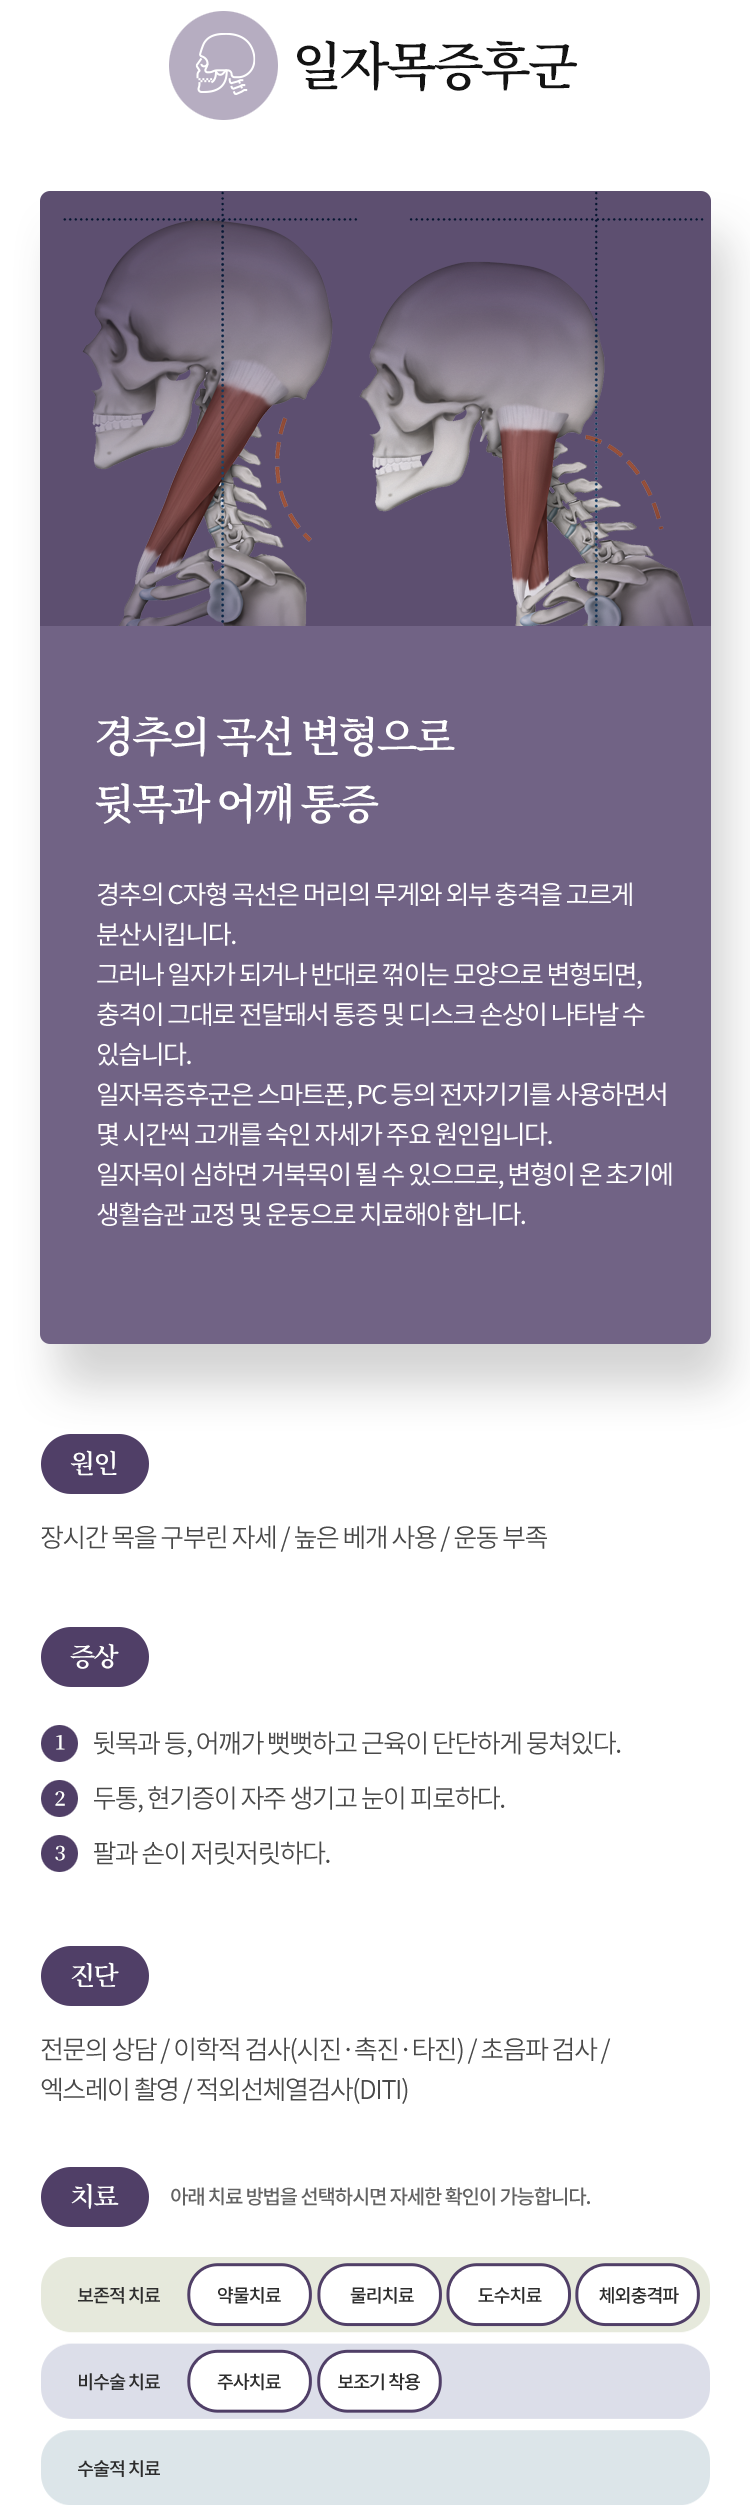 일자목증후군
경추의 곡선 변형으로
뒷목과 어깨 통증
경추의 C자형 곡선은 머리의 무게와 외부 충격을 고르게
분산시킵니다.
그러나 일자가 되거나 반대로 꺾이는 모양으로 변형되면,
충격이 그대로 전달돼서 통증 및 디스크 손상이 나타날 수
있습니다.
일자목증후군은 스마트폰, PC 등의 전자기기를 사용하면서
몇 시간씩 고개를 숙인 자세가 주요 원인입니다.
일자목이 심하면 거북목이 될 수 있으므로, 변형이 온 초기에
생활습관 교정 및 운동으로 치료해야 합니다.
원인
장시간 목을 구부린 자세 / 높은 베개 사용 / 운동 부족
증상
1 뒷목과 등, 어깨가 뻣뻣하고 근육이 단단하게 뭉쳐있다.
2 두통, 현기증이 자주 생기고 눈이 피로하다.
3 팔과 손이 저릿저릿하다.
진단
전문의 상담 / 이학적 검사(시진·촉진·타진) / 초음파 검사 /
엑스레이 촬영 / 적외선체열검사(DITI)
치료 아래 치료 방법을 선택하시면 자세한 확인이 가능합니다.
보존적 치료 약물치료 물리치료 도수치료 체외충격파
비수술 치료 주사치료 보조기 착용
수술적 치료